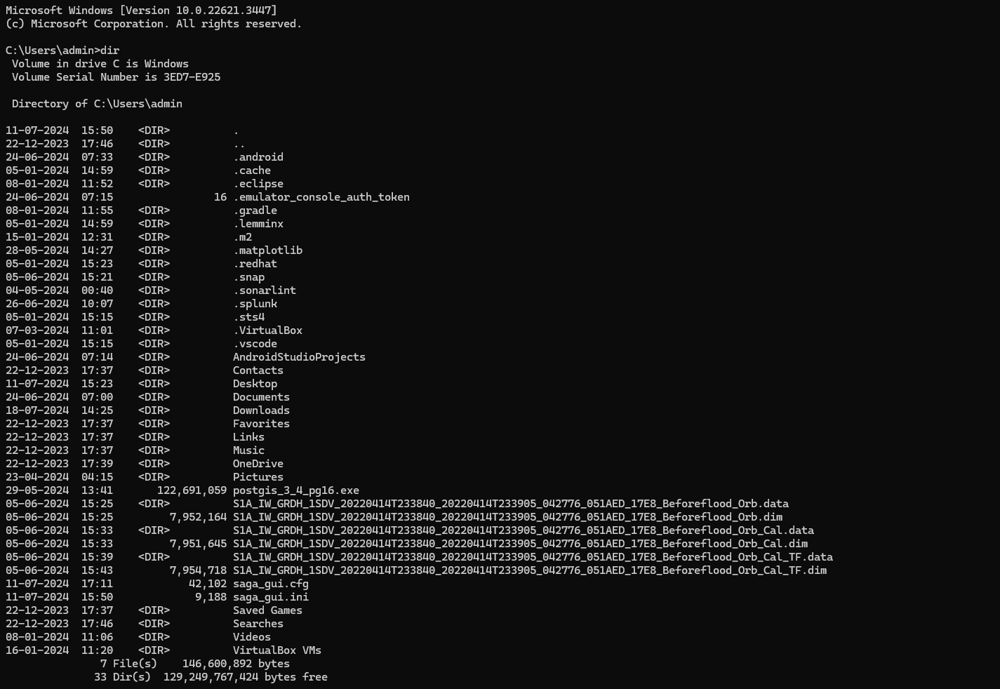 Microsoft Windows [Version 10.0.22621.3447]
(c) Microsoft Corporation. All rights reserved.

C:\Users\admin>dir
 Volume in drive C is Windows
 Volume Serial Number is 3ED7-E925

 Directory of C:\Users\admin

11-07-2024  15:50    <DIR>          .
22-12-2023  17:46    <DIR>          ..
24-06-2024  07:33    <DIR>          .android
05-01-2024  14:59    <DIR>          .cache
08-01-2024  11:52    <DIR>          .eclipse
24-06-2024  07:15                16 .emulator_console_auth_token
08-01-2024  11:55    <DIR>          .gradle
05-01-2024  14:59    <DIR>          .lemminx
15-01-2024  12:31    <DIR>          .m2
28-05-2024  14:27    <DIR>          .matplotlib
05-01-2024  15:23    <DIR>          .redhat
05-06-2024  15:21    <DIR>          .snap
04-05-2024  00:40    <DIR>          .sonarlint
26-06-2024  10:07    <DIR>          .splunk
05-01-2024  15:15    <DIR>          .sts4
07-03-2024  11:01    <DIR>          .VirtualBox
05-01-2024  15:15    <DIR>          .vscode
24-06-2024  07:14    <DIR>          AndroidStudioProjects
22-12-2023  17:37    <DIR>          Contacts
11-07-2024  15:23    <DIR>          Desktop
24-06-2024  07:00    <DIR>          Documents
18-07-2024  14:25    <DIR>          Downloads
22-12-2023  17:37    <DIR>          Favorites
22-12-2023  17:37    <DIR>          Links
22-12-2023  17:37    <DIR>          Music
22-12-2023  17:39    <DIR>          OneDrive
23-04-2024  04:15    <DIR>          Pictures
29-05-2024  13:41       122,691,059 postgis_3_4_pg16.exe
05-06-2024  15:25    <DIR>          S1A_IW_GRDH_1SDV_20220414T233840_20220414T233905_042776_051AED_17E8_Beforeflood_Orb.data
05-06-2024  15:25         7,952,164 S1A_IW_GRDH_1SDV_20220414T233840_20220414T233905_042776_051AED_17E8_Beforeflood_Orb.dim
05-06-2024  15:33    <DIR>          S1A_IW_GRDH_1SDV_20220414T233840_20220414T233905_042776_051AED_17E8_Beforeflood_Orb_Cal.data
05-06-2024  15:33         7,951,645 S1A_IW_GRDH_1SDV_20220414T233840_20220414T233905_042776_051AED_17E8_Beforeflood_Orb_Cal.dim
05-06-2024  15:39    <DIR>          S1A_IW_GRDH_1SDV_20220414T233840_20220414T233905_042776_051AED_17E8_Beforeflood_Orb_Cal_TF.data
05-06-2024  15:43         7,954,718 S1A_IW_GRDH_1SDV_20220414T233840_20220414T233905_042776_051AED_17E8_Beforeflood_Orb_Cal_TF.dim
11-07-2024  17:11            42,102 saga_gui.cfg
11-07-2024  15:50             9,188 saga_gui.ini
22-12-2023  17:37    <DIR>          Saved Games
22-12-2023  17:46    <DIR>          Searches
08-01-2024  11:06    <DIR>          Videos
16-01-2024  11:20    <DIR>          VirtualBox VMs
               7 File(s)    146,600,892 bytes
              33 Dir(s)  129,249,767,424 bytes free